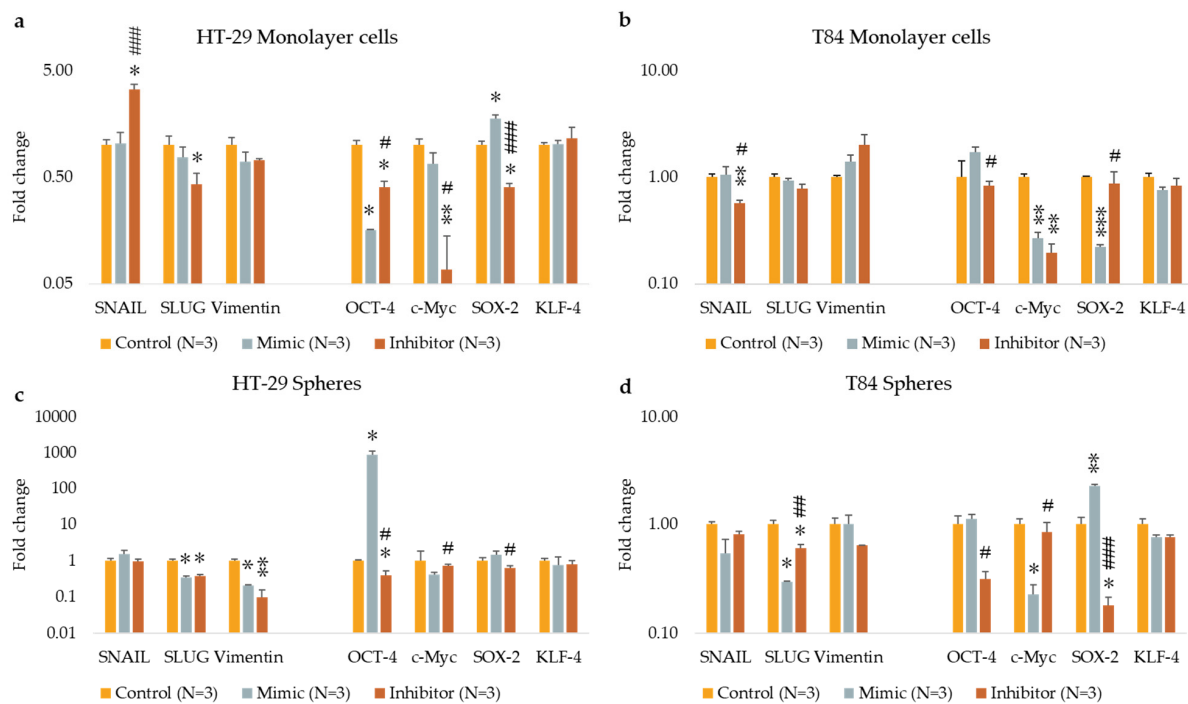 a
HT-29 Monolayer cells
Fold change
5.00
0.50
0.05
###
*
*
#
*
*
#
**
*
###
*
SNAIL SLUG Vimentin OCT-4 c-Myc SOX-2 KLF-4
Control (N=3) Mimic (N=3) Inhibitor (N=3)
b
T84 Monolayer cells
Fold change
10.00
1.00
0.10
#
**
#
**
**
***
#
SNAIL SLUG Vimentin OCT-4 c-Myc SOX-2 KLF-4
Control (N=3) Mimic (N=3) Inhibitor (N=3)
c
HT-29 Spheres
Fold change
10000
1000
100
10
1
0.1
0.01
* *
*
**
*
#
*
#
#
SNAIL SLUG Vimentin OCT-4 c-Myc SOX-2 KLF-4
Control (N=3) Mimic (N=3) Inhibitor (N=3)
d
T84 Spheres
Fold change
10.00
1.00
0.10
*
##
*
#
*
#
**
###
*
SNAIL SLUG Vimentin OCT-4 c-Myc SOX-2 KLF-4
Control (N=3) Mimic (N=3) Inhibitor (N=3)